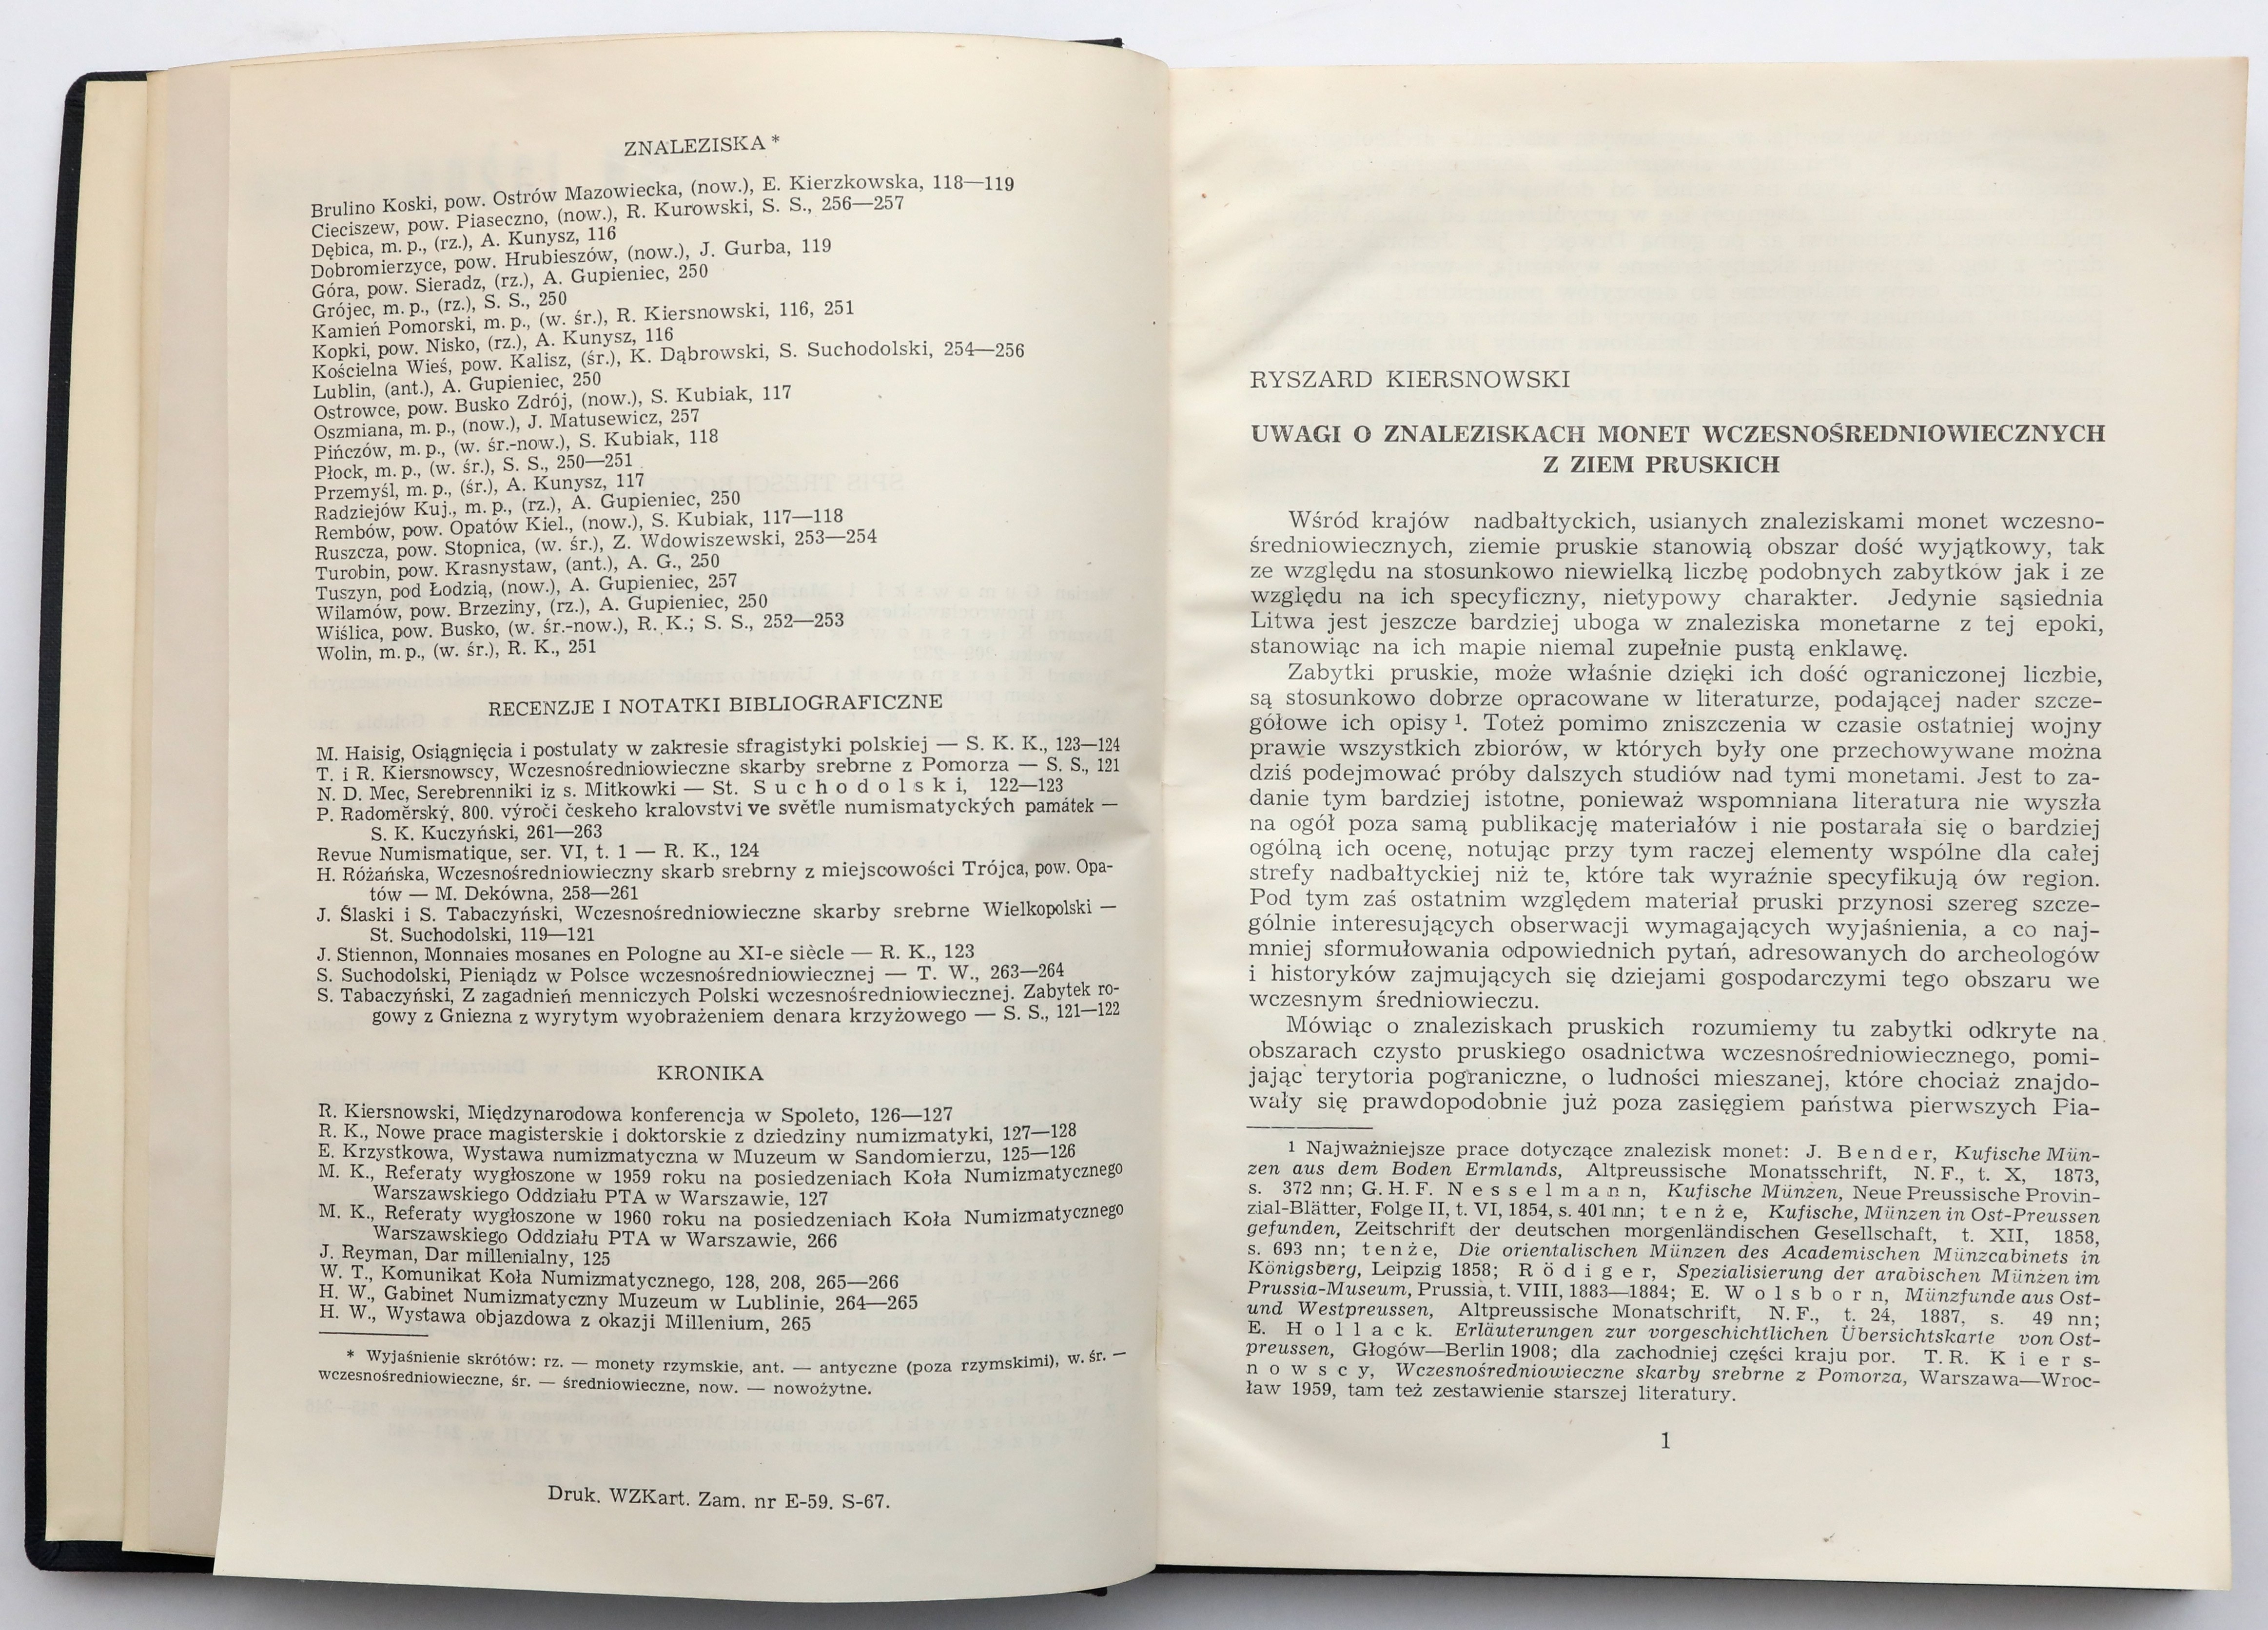 ZNALEZISKA *
Brulino Koski, pow. Ostrów Mazowiecka, (now.), E. Kierzkowska, 118—119
Cieciszew, pow. Piaseczno, (now.), R. Kurowski, S. S., 256—257
Dębica, m. p., (rz.), A. Kunysz, 116
Dobromierzyce, pow. Hrubieszów, (now.), J. Gurba, 119
Góra, pow. Sieradz, (rz.), A. Gupieniec, 250
Grójec, m. p., (rz.), S. S., 250
Kamień Pomorski, m. p., (w. śr.), R. Kiersnowski, 116, 251
Kopki, pow. Nisko, (rz.), A. Kunysz, 116
Kościelna Wieś, pow. Kalisz, (śr.), K. Dąbrowski, S. Suchodolski, 254—256
Lublin, (ant.), A. Gupieniec, 250
Ostrowce, pow. Busko Zdrój, (now.), S. Kubiak, 117
Oszmiana, m. p., (now.), J. Matusewicz, 257
Pińczów, m. p., (w. śr.-now.), S. Kubiak, 118
Płock, m. p., (w. śr.), S. S., 250—251
Przemyśl, m. p., (śr.), A. Kunysz, 117
Radziejów Kuj., m. p., (rz.), A. Gupieniec, 250
Rembów, pow. Opatów Kiel., (now.), S. Kubiak, 117—118
Ruszcza, pow. Stopnica, (w. śr.), Z. Wdowiszewski, 253—254
Turobin, pow. Krasnystaw, (ant.), A. G., 250
Tuszyn, pod Łodzią, (now.), A. Gupieniec, 257
Wilamów, pow. Brzeziny, (rz.), A. Gupieniec, 250
Wiślica, pow. Busko, (w. śr.-now.), R. K.; S. S., 252—253
Wolin, m. p., (w. śr.), R. K., 251
RECENZJE I NOTATKI BIBLIOGRAFICZNE
M. Haisig, Osiągnięcia i postulaty w zakresie sfragistyki polskiej — S. K. K., 123—124
T. i R. Kiersnowscy, Wczesnośredniowieczne skarby srebrne z Pomorza — S. S., 121
N. D. Mec, Serebrenniki iz s. Mitkowki — St. Suchodolski, 122—123
P. Radoměrský, 800. výroči českeho kralovstvi ve světle numismatyckých památek —
S. K. Kuczyński, 261—263
Revue Numismatique, ser. VI, t. 1 — R. K., 124
H. Różańska, Wczesnośredniowieczny skarb srebrny z miejscowości Trójca, pow. Opa-
tów — M. Dekówna, 258—261
J. Ślaski i S. Tabaczyński, Wczesnośredniowieczne skarby srebrne Wielkopolski —
St. Suchodolski, 119—121
J. Stiennon, Monnaies mosanes en Pologne au XI-e siècle — R. K., 123
S. Suchodolski, Pieniądz w Polsce wczesnośredniowiecznej — T. W., 263—264
S. Tabaczyński, Z zagadnień menniczych Polski wczesnośredniowiecznej. Zabytek ro-
gowy z Gniezna z wyrytym wyobrażeniem denara krzyżowego — S. S., 121—122
KRONIKA
R. Kiersnowski, Międzynarodowa konferencja w Spoleto, 126—127
R. K., Nowe prace magisterskie i doktorskie z dziedziny numizmatyki, 127—128
E. Krzystkowa, Wystawa numizmatyczna w Muzeum w Sandomierzu, 125—126
M. K., Referaty wygłoszone w 1959 roku na posiedzeniach Koła Numizmatycznego
Warszawskiego Oddziału PTA w Warszawie, 127
M. K., Referaty wygłoszone w 1960 roku na posiedzeniach Koła Numizmatycznego
Warszawskiego Oddziału PTA w Warszawie, 266
J. Reyman, Dar millenialny, 125
W. T., Komunikat Koła Numizmatycznego, 128, 208, 265—266
H. W., Gabinet Numizmatyczny Muzeum w Lublinie, 264—265
H. W., Wystawa objazdowa z okazji Millenium, 265
* Wyjaśnienie skrótów: rz. — monety rzymskie, ant. — antyczne (poza rzymskimi), w. śr. —
wczesnośredniowieczne, śr. — średniowieczne, now. — nowożytne.
Druk. WZKart. Zam. nr E-59. S-67.
RYSZARD KIERSNOWSKI
UWAGI O ZNALEZISKACH MONET WCZESNOŚREDNIOWIECZNYCH
Z ZIEM PRUSKICH
Wśród krajów nadbałtyckich, usianych znaleziskami monet wczesno-
średniowiecznych, ziemie pruskie stanowią obszar dość wyjątkowy, tak
ze względu na stosunkowo niewielką liczbę podobnych zabytków jak i ze
względu na ich specyficzny, nietypowy charakter. Jedynie sąsiednia
Litwa jest jeszcze bardziej uboga w znaleziska monetarne z tej epoki,
stanowiąc na ich mapie niemal zupełnie pustą enklawę.
Zabytki pruskie, może właśnie dzięki ich dość ograniczonej liczbie,
są stosunkowo dobrze opracowane w literaturze, podającej nader szcze-
gółowe ich opisy 1. Toteż pomimo zniszczenia w czasie ostatniej wojny
prawie wszystkich zbiorów, w których były one przechowywane można
dziś podejmować próby dalszych studiów nad tymi monetami. Jest to za-
danie tym bardziej istotne, ponieważ wspomniana literatura nie wyszła
na ogół poza samą publikację materiałów i nie postarała się o bardziej
ogólną ich ocenę, notując przy tym raczej elementy wspólne dla całej
strefy nadbałtyckiej niż te, które tak wyraźnie specyfikują ów region.
Pod tym zaś ostatnim względem materiał pruski przynosi szereg szcze-
gólnie interesujących obserwacji wymagających wyjaśnienia, a co naj-
mniej sformułowania odpowiednich pytań, adresowanych do archeologów
i historyków zajmujących się dziejami gospodarczymi tego obszaru we
wczesnym średniowieczu.
Mówiąc o znaleziskach pruskich rozumiemy tu zabytki odkryte na
obszarach czysto pruskiego osadnictwa wczesnośredniowiecznego, pomi-
jając terytoria pograniczne, o ludności mieszanej, które chociaż znajdo-
wały się prawdopodobnie już poza zasięgiem państwa pierwszych Pia-
1 Najważniejsze prace dotyczące znalezisk monet: J. Bender, Kufische Mün-
zen aus dem Boden Ermlands, Altpreussische Monatsschrift, N. F., t. X, 1873,
s. 372 nn; G. H. F. Nesselmann, Kufische Münzen, Neue Preussische Provin-
zial-Blätter, Folge II, t. VI, 1854, s. 401 nn; tenże, Kufische, Münzen in Ost-Preussen
gefunden, Zeitschrift der deutschen morgenländischen Gesellschaft, t. XII, 1858,
s. 693 nn; tenże, Die orientalischen Münzen des Academischen Münzcabinets in
Königsberg, Leipzig 1858; Rödiger, Spezialisierung der arabischen Münzen im
Prussia-Museum, Prussia, t. VIII, 1883—1884; E. Wolsborn, Münzfunde aus Ost-
und Westpreussen, Altpreussische Monatschrift, N. F., t. 24, 1887, s. 49 nn;
E. Hollack. Erläuterungen zur vorgeschichtlichen Übersichtskarte von Ost-
preussen, Głogów—Berlin 1908; dla zachodniej części kraju por. T. R. Kiers-
nowscy, Wczesnośredniowieczne skarby srebrne z Pomorza, Warszawa—Wroc-
ław 1959, tam też zestawienie starszej literatury.
1